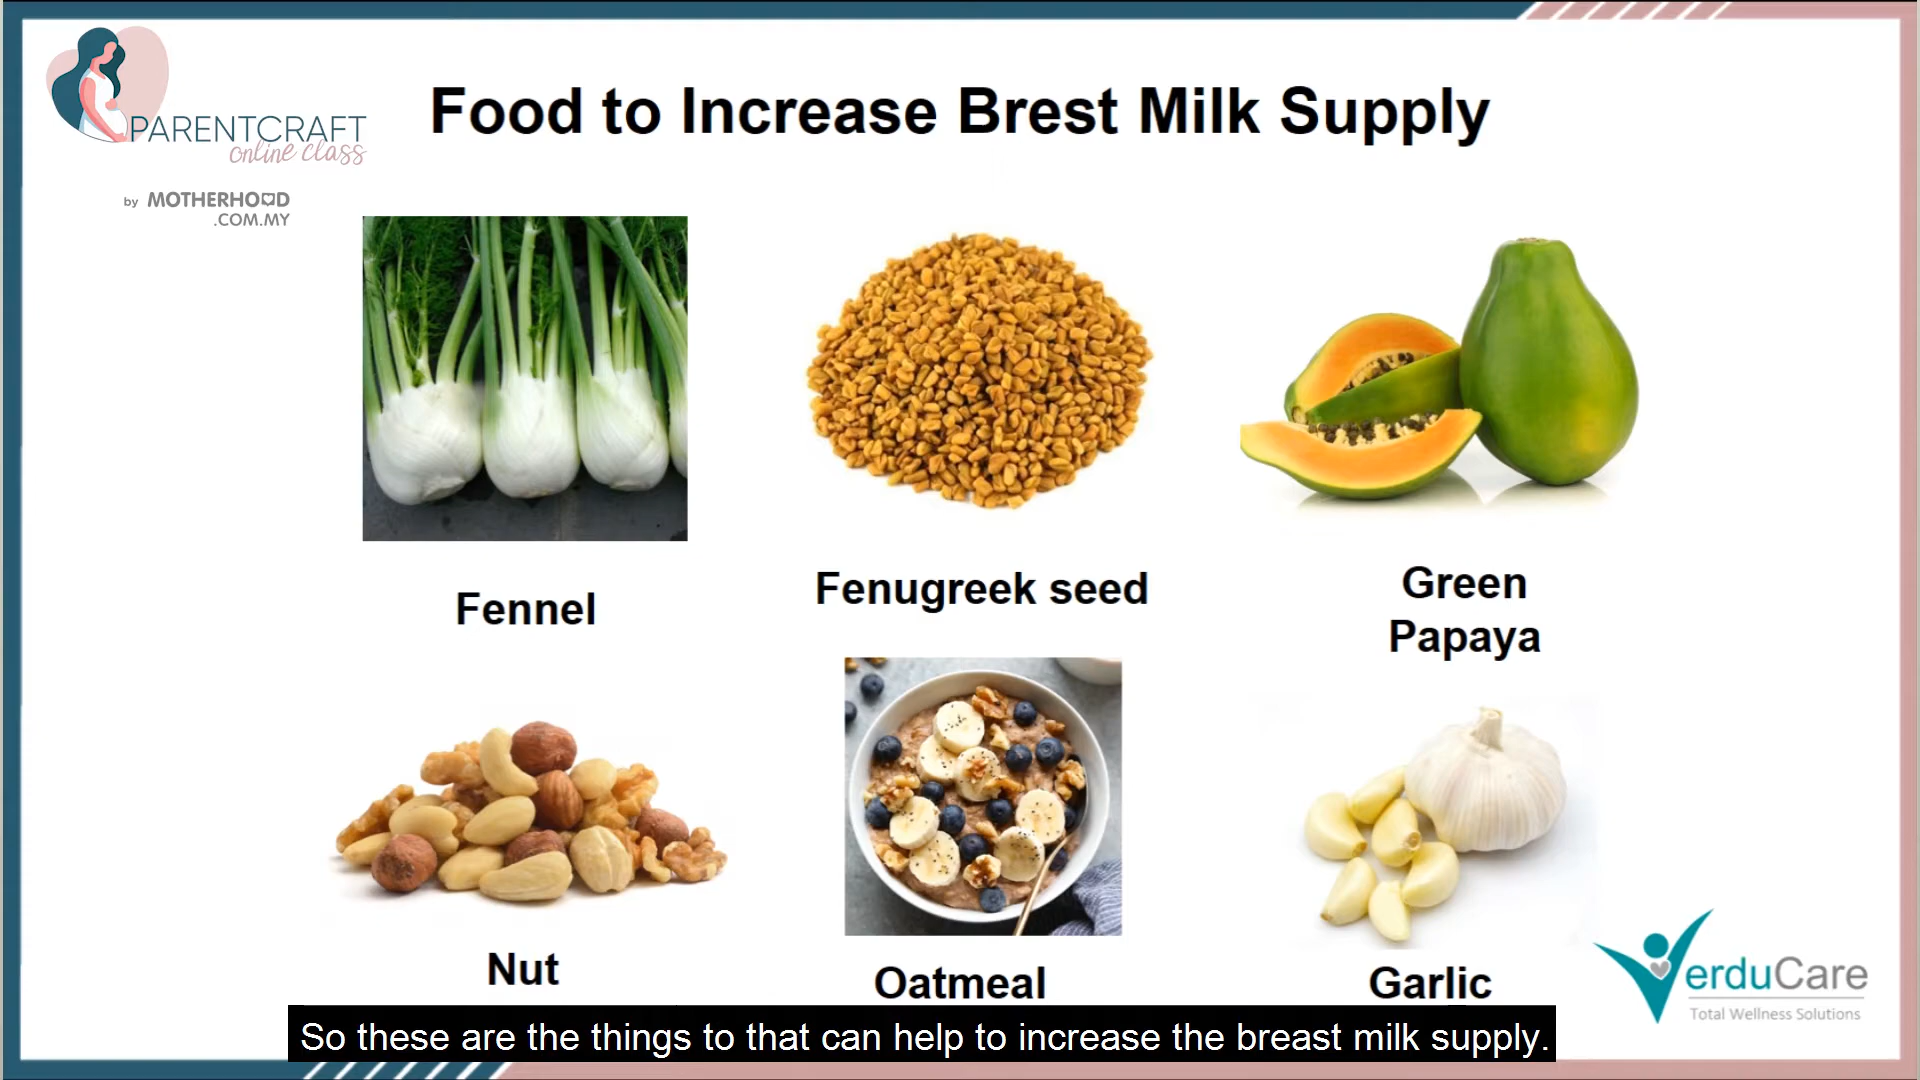 PARENTCRAFT
online class
by MOTHERHOOD
.COM.MY
Food to Increase Brest Milk Supply
Fennel
Fenugreek seed
Green
Papaya
Nut
Oatmeal
Garlic
VerduCare
Total Wellness Solutions
So these are the things to that can help to increase the breast milk supply.